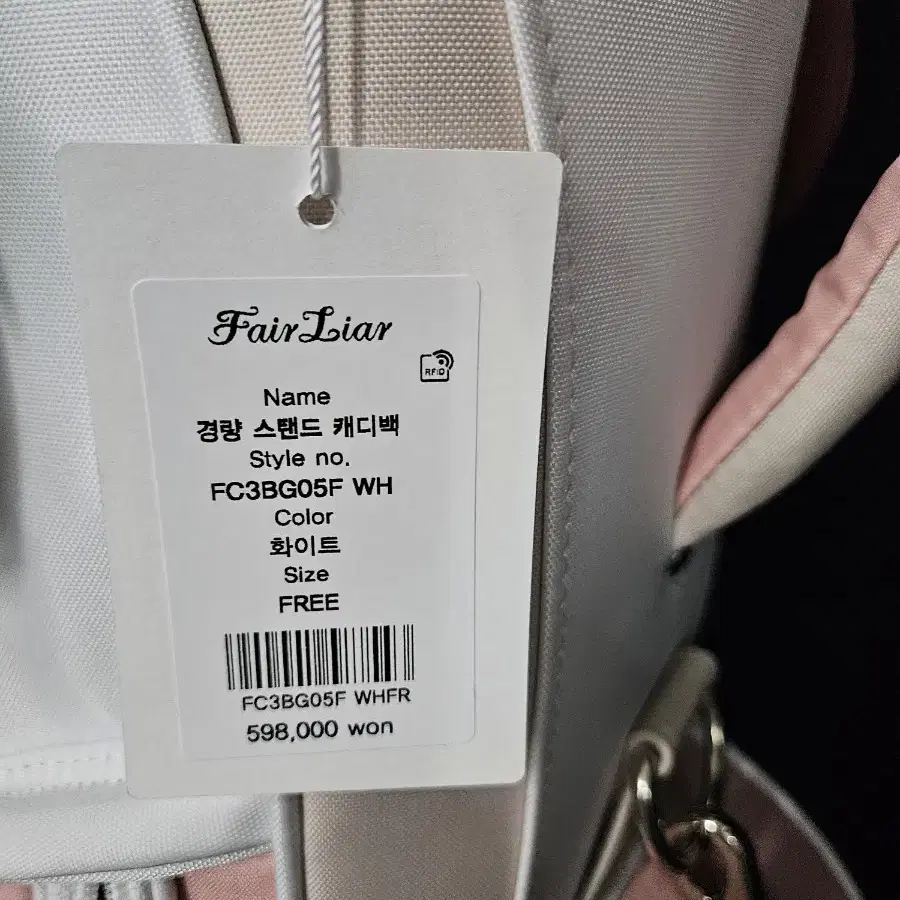 FairLiar
RFID
Name
경량 스탠드 캐디백
Style no.
FC3BG05F WH
Color
화이트
Size
FREE
FC3BG05F WHFR
598,000 won